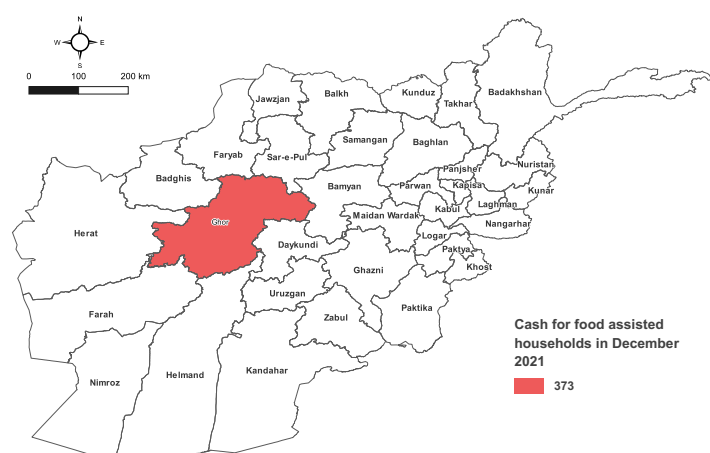 N
W E
S
0 100 200 km
Jawzjan
Balkh
Kunduz
Takhar
Badakhshan
Faryab
Sar-e-Pul
Samangan
Baghlan
Badghis
Panjsher
Nuristan
Bamyan
Parwan
Kapisa
Kunar
Herat
Ghor
Maidan Wardak
Kabul
Laghman
Nangarhar
Daykundi
Logar
Paktya
Ghazni
Khost
Uruzgan
Farah
Zabul
Paktika
Nimroz
Helmand
Kandahar
Cash for food assisted
households in December
2021
373